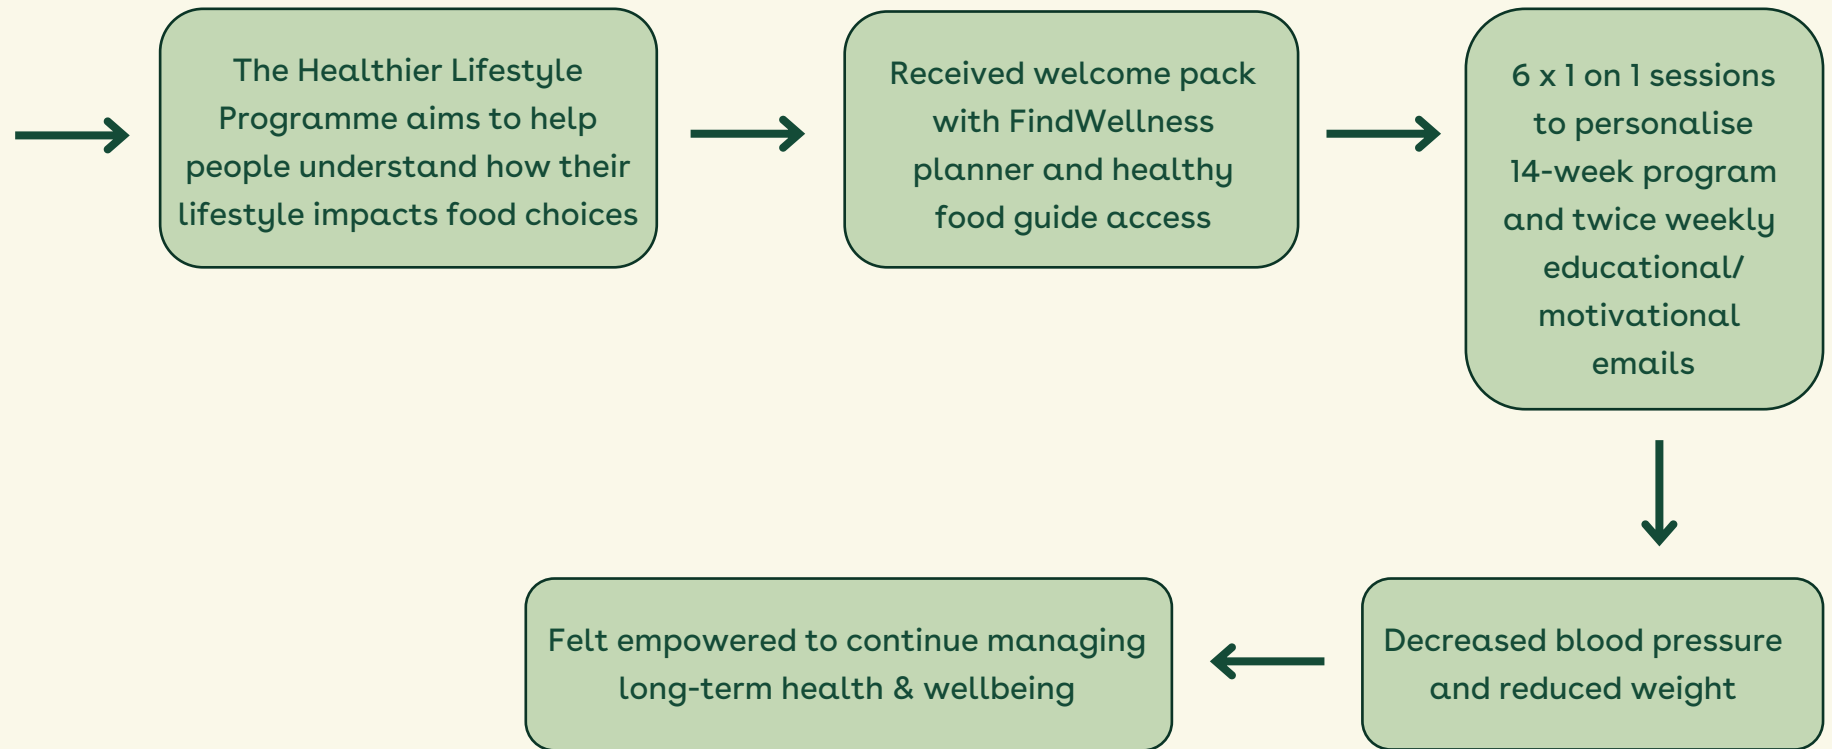 The Healthier Lifestyle
Programme aims to help
people understand how their
lifestyle impacts food choices
Received welcome pack
with FindWellness
planner and healthy
food guide access
6 x 1 on 1 sessions
to personalise
14-week program
and twice weekly
educational/
motivational
emails
Decreased blood pressure
and reduced weight
Felt empowered to continue managing
long-term health & wellbeing